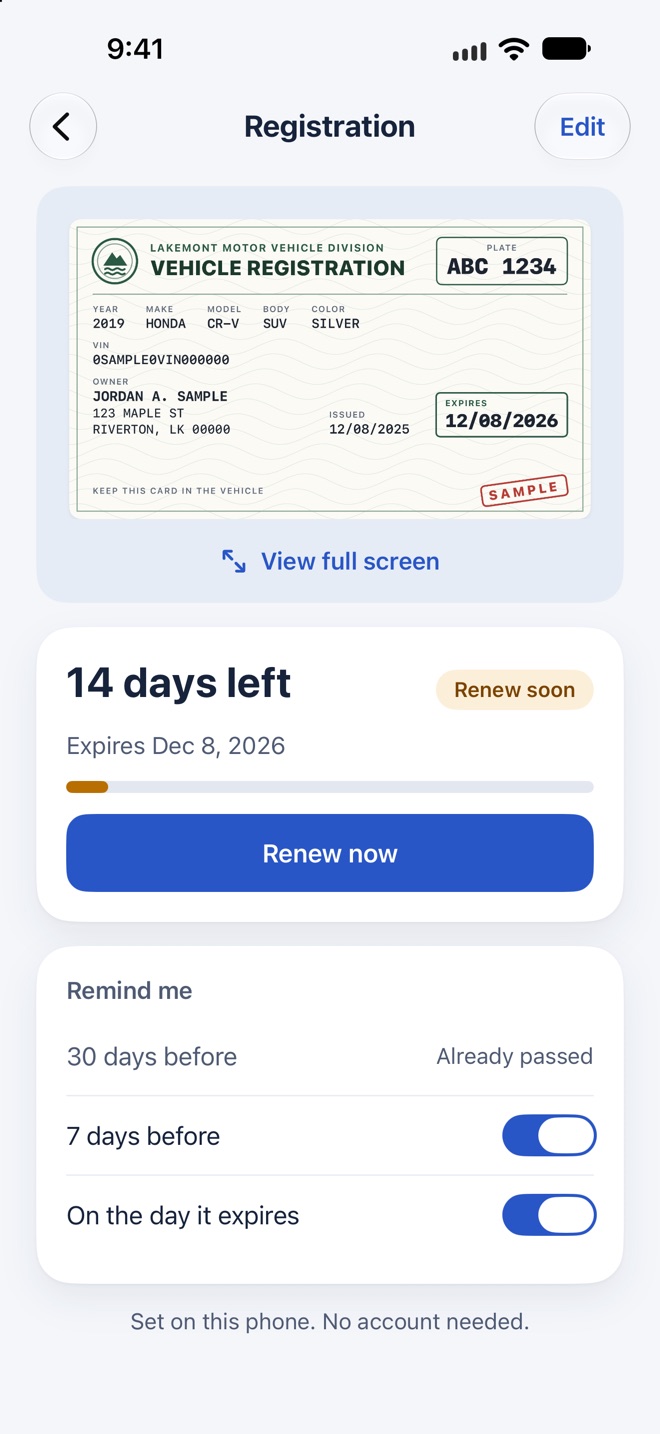 9:41
Registration
Edit
LAKEMONT MOTOR VEHICLE DIVISION
VEHICLE REGISTRATION
PLATE
ABC 1234
YEAR MAKE MODEL BODY COLOR
2019 HONDA CR-V SUV SILVER
VIN
0SAMPLE0VIN000000
OWNER
JORDAN A. SAMPLE
123 MAPLE ST
RIVERTON, LK 00000
ISSUED
12/08/2025
EXPIRES
12/08/2026
KEEP THIS CARD IN THE VEHICLE
SAMPLE
View full screen
14 days left
Renew soon
Expires Dec 8, 2026
Renew now
Remind me
30 days before Already passed
7 days before
On the day it expires
Set on this phone. No account needed.